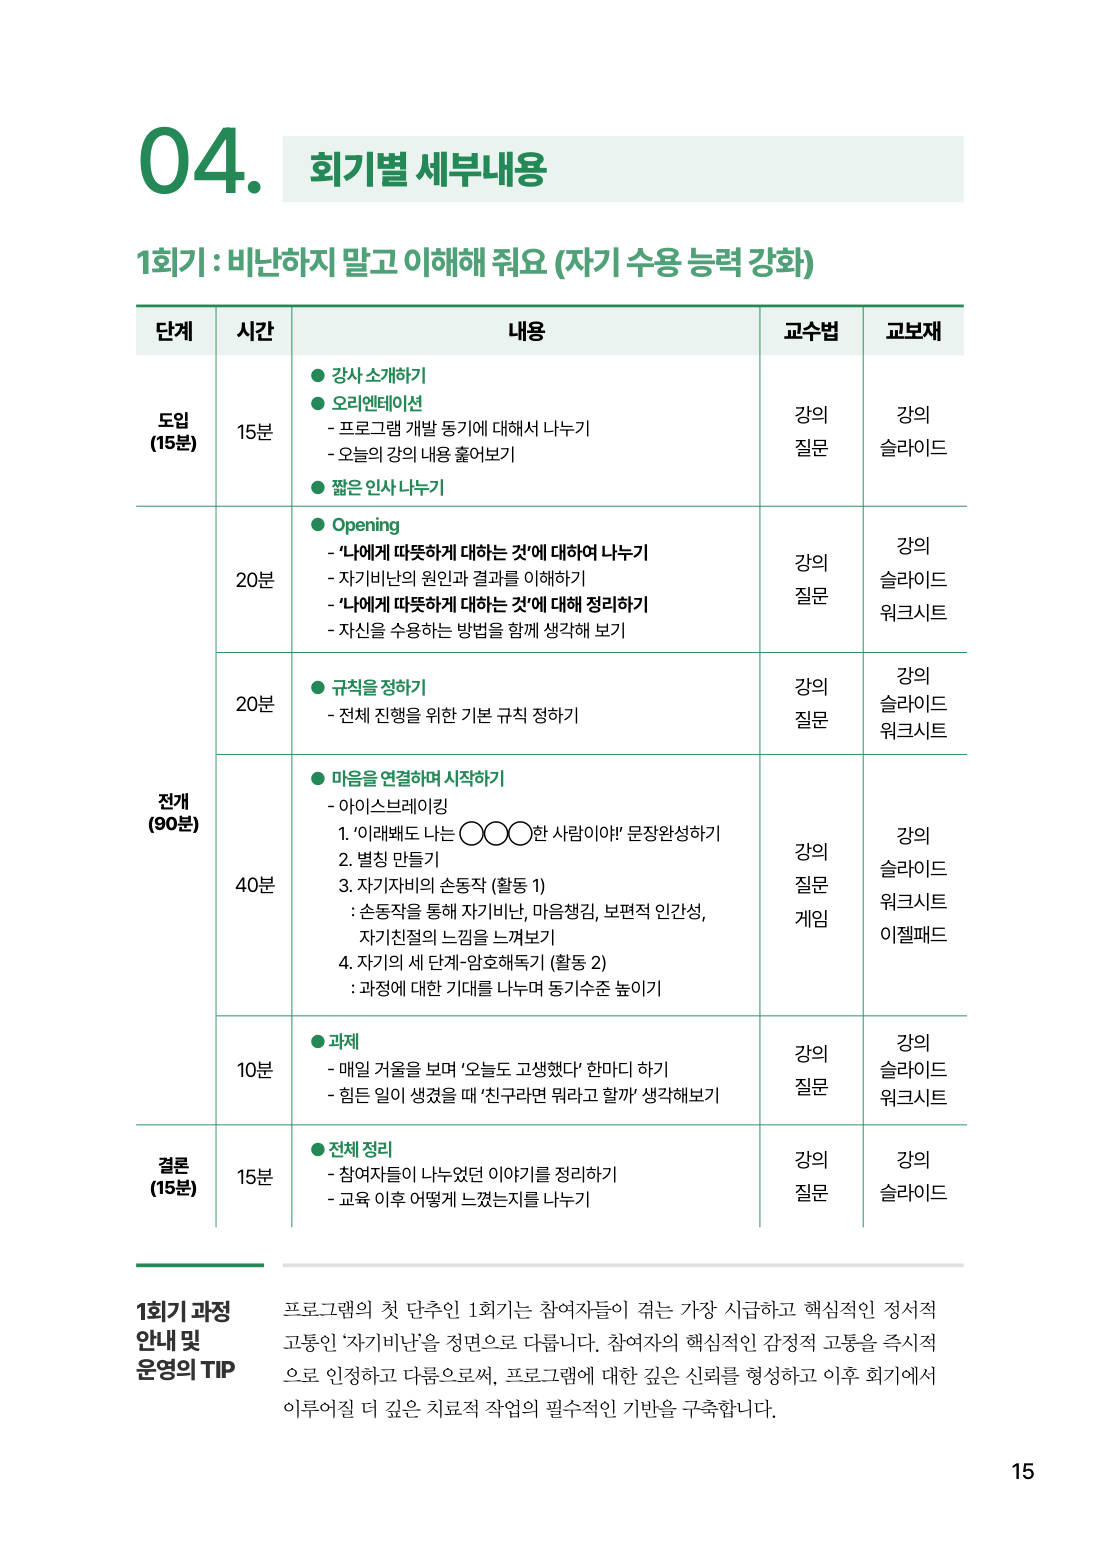 04.
회기별 세부내용
1회기 : 비난하지 말고 이해해 줘요 (자기 수용 능력 강화)
단계 시간 내용 교수법 교보재
도입
(15분)
15분
● 강사 소개하기
● 오리엔테이션
- 프로그램 개발 동기에 대해서 나누기
- 오늘의 강의 내용 훑어보기
● 짧은 인사 나누기
강의
질문
강의
슬라이드
전개
(90분)
20분
● Opening
- ‘나에게 따뜻하게 대하는 것’에 대하여 나누기
- 자기비난의 원인과 결과를 이해하기
- ‘나에게 따뜻하게 대하는 것’에 대해 정리하기
- 자신을 수용하는 방법을 함께 생각해 보기
강의
질문
강의
슬라이드
워크시트
20분
● 규칙을 정하기
- 전체 진행을 위한 기본 규칙 정하기
강의
질문
강의
슬라이드
워크시트
40분
● 마음을 연결하며 시작하기
- 아이스브레이킹
1. ‘이래봬도 나는 ◯◯◯한 사람이야!’ 문장완성하기
2. 별칭 만들기
3. 자기자비의 손동작 (활동 1)
: 손동작을 통해 자기비난, 마음챙김, 보편적 인간성,
자기친절의 느낌을 느껴보기
4. 자기의 세 단계-암호해독기 (활동 2)
: 과정에 대한 기대를 나누며 동기수준 높이기
강의
질문
게임
강의
슬라이드
워크시트
이젤패드
10분
● 과제
- 매일 거울을 보며 ‘오늘도 고생했다’ 한마디 하기
- 힘든 일이 생겼을 때 ‘친구라면 뭐라고 할까’ 생각해보기
강의
질문
강의
슬라이드
워크시트
결론
(15분)
15분
● 전체 정리
- 참여자들이 나누었던 이야기를 정리하기
- 교육 이후 어떻게 느꼈는지를 나누기
강의
질문
강의
슬라이드
1회기 과정
안내 및
운영의 TIP
프로그램의 첫 단추인 1회기는 참여자들이 겪는 가장 시급하고 핵심적인 정서적
고통인 ‘자기비난’을 정면으로 다룹니다. 참여자의 핵심적인 감정적 고통을 즉시적
으로 인정하고 다룸으로써, 프로그램에 대한 깊은 신뢰를 형성하고 이후 회기에서
이루어질 더 깊은 치료적 작업의 필수적인 기반을 구축합니다.
15